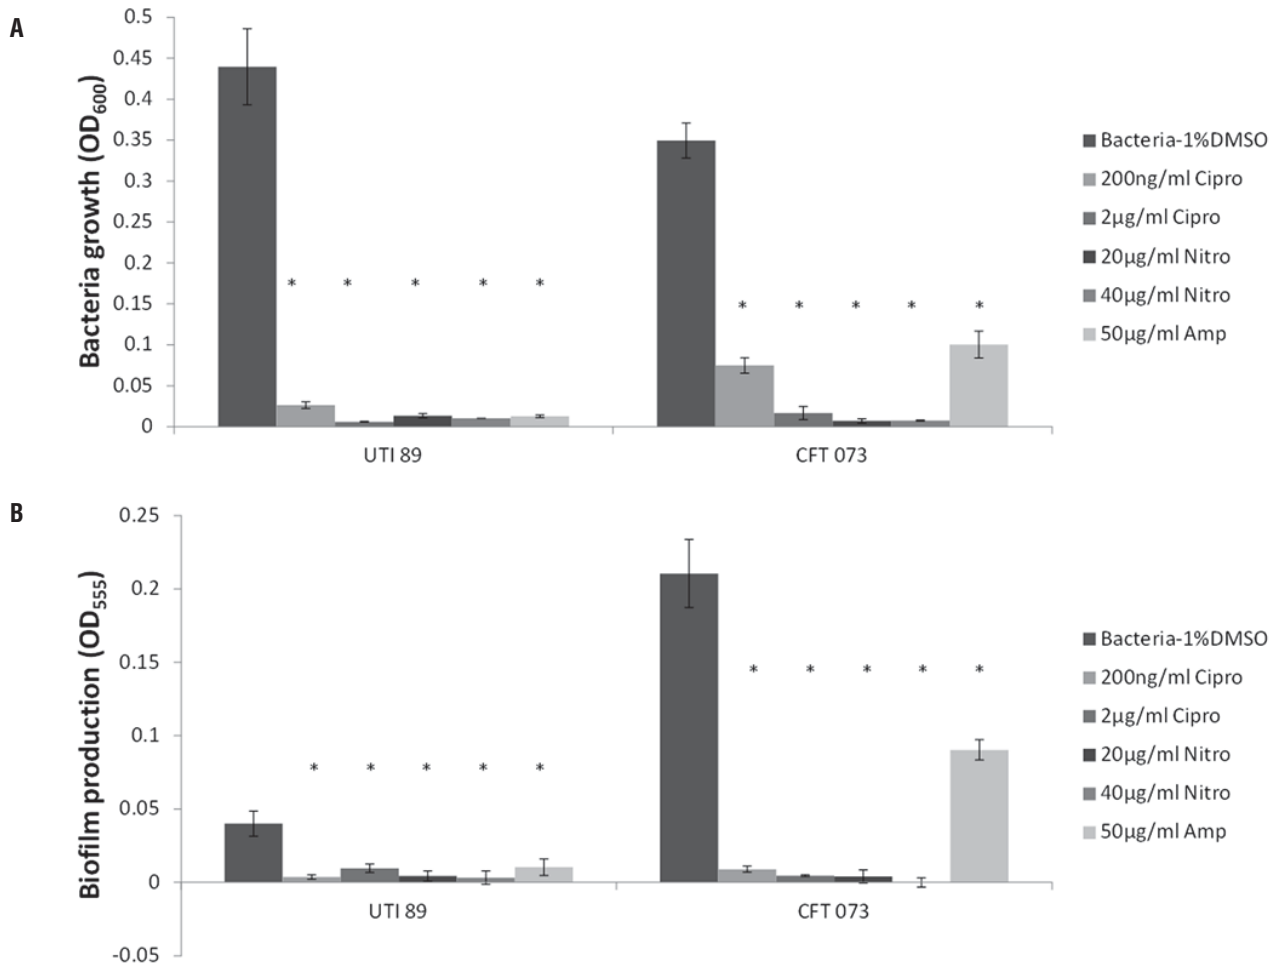 A
Bacteria growth (OD600)
0.5
0.45
0.4
0.35
0.3
0.25
0.2
0.15
0.1
0.05
0
* * * * *
* * * * *
UTI 89
CFT 073
Bacteria-1%DMSO
200ng/ml Cipro
2µg/ml Cipro
20µg/ml Nitro
40µg/ml Nitro
50µg/ml Amp
B
Biofilm production (OD555)
0.25
0.2
0.15
0.1
0.05
0
-0.05
* * * * *
* * * * *
UTI 89
CFT 073
Bacteria-1%DMSO
200ng/ml Cipro
2µg/ml Cipro
20µg/ml Nitro
40µg/ml Nitro
50µg/ml Amp